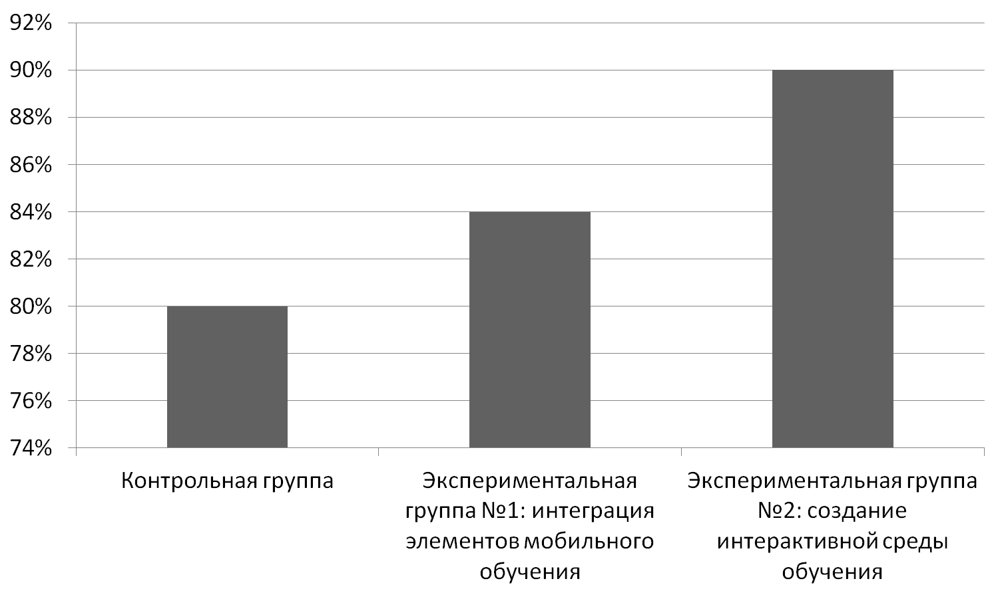 92%
90%
88%
86%
84%
82%
80%
78%
76%
74%
Контрольная группа
Экспериментальная
группа №1: интеграция
элементов мобильного
обучения
Экспериментальная группа
№2: создание
интерактивной среды
обучения